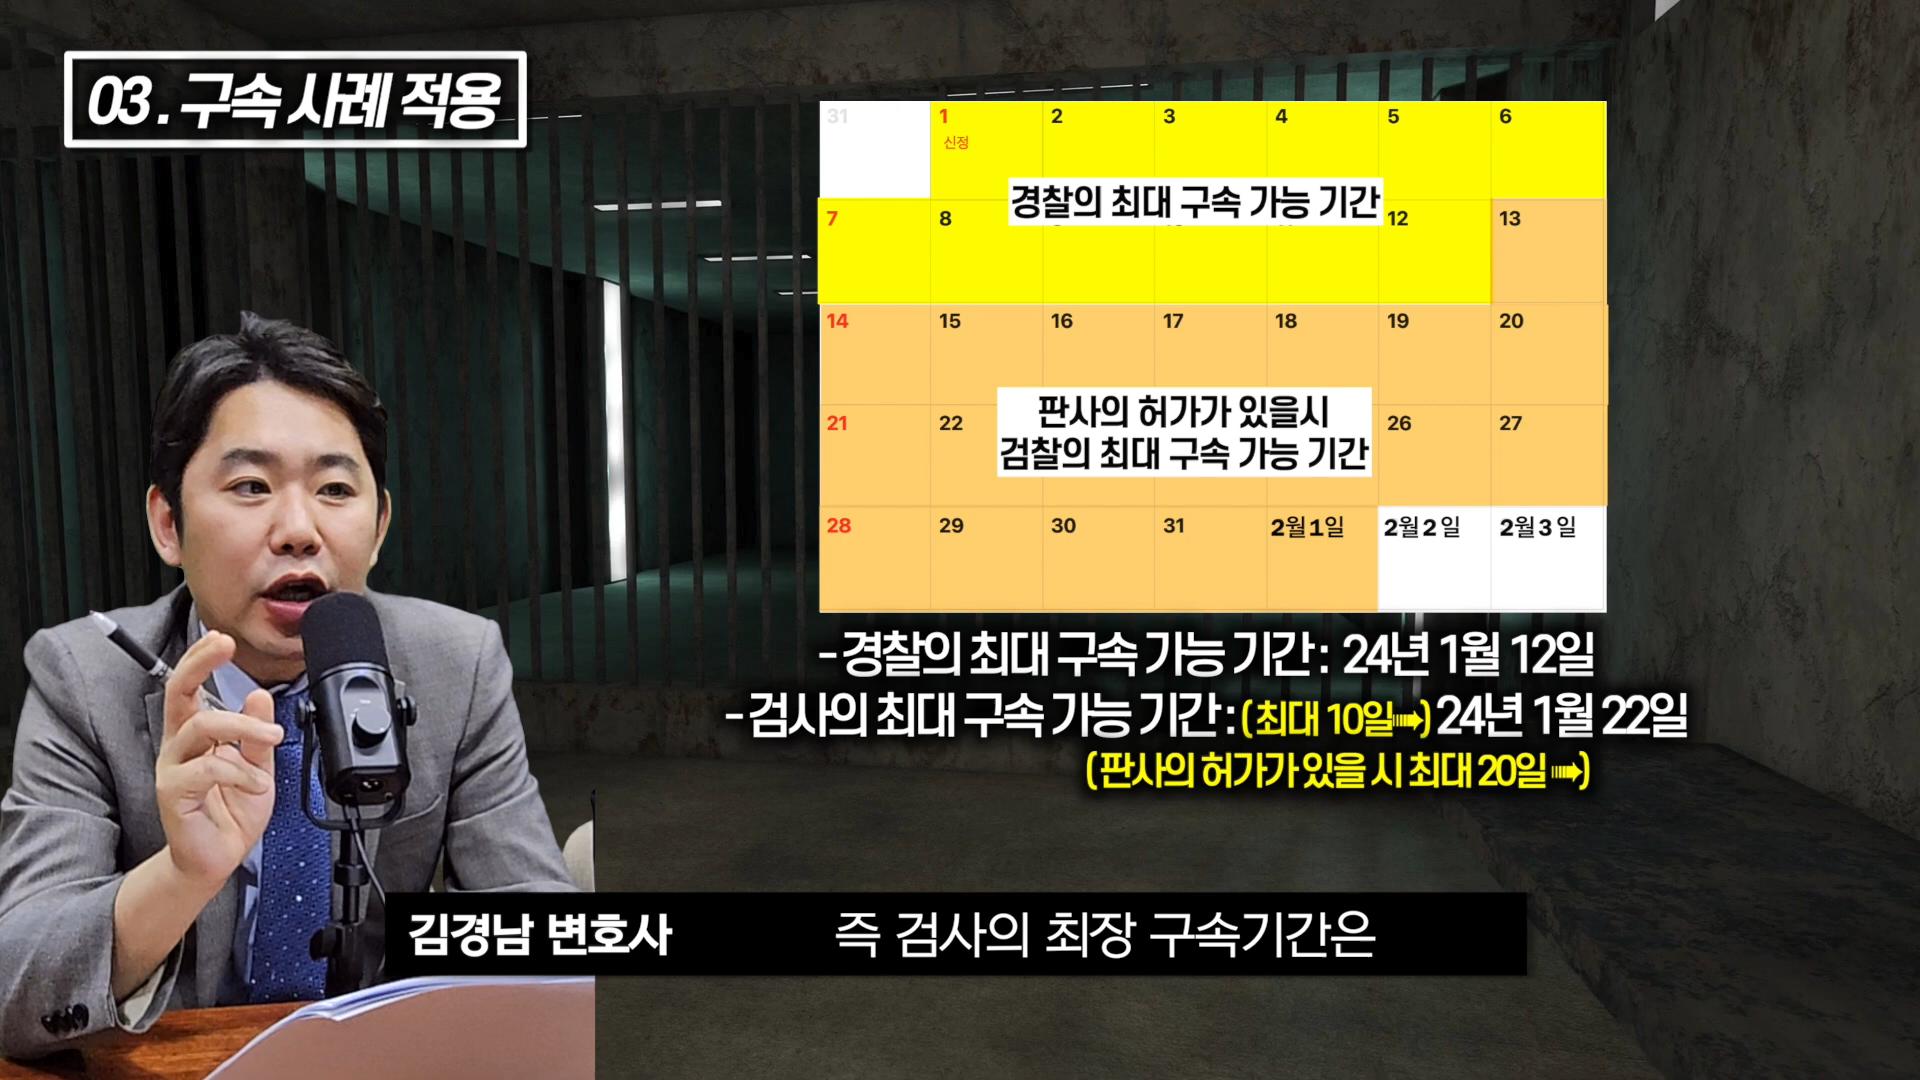 03. 구속 사례 적용
31 1 2 3 4 5 6
신정
경찰의 최대 구속 가능 기간
7 8 12 13
14 15 16 17 18 19 20
판사의 허가가 있을시
검찰의 최대 구속 가능 기간
21 22 26 27
28 29 30 31 2월1일 2월2일 2월3일
- 경찰의 최대 구속 가능 기간 : 24년 1월 12일
- 검사의 최대 구속 가능 기간 : (최대 10일➠) 24년 1월 22일
(판사의 허가가 있을 시 최대 20일➠)
김경남 변호사
즉 검사의 최장 구속기간은